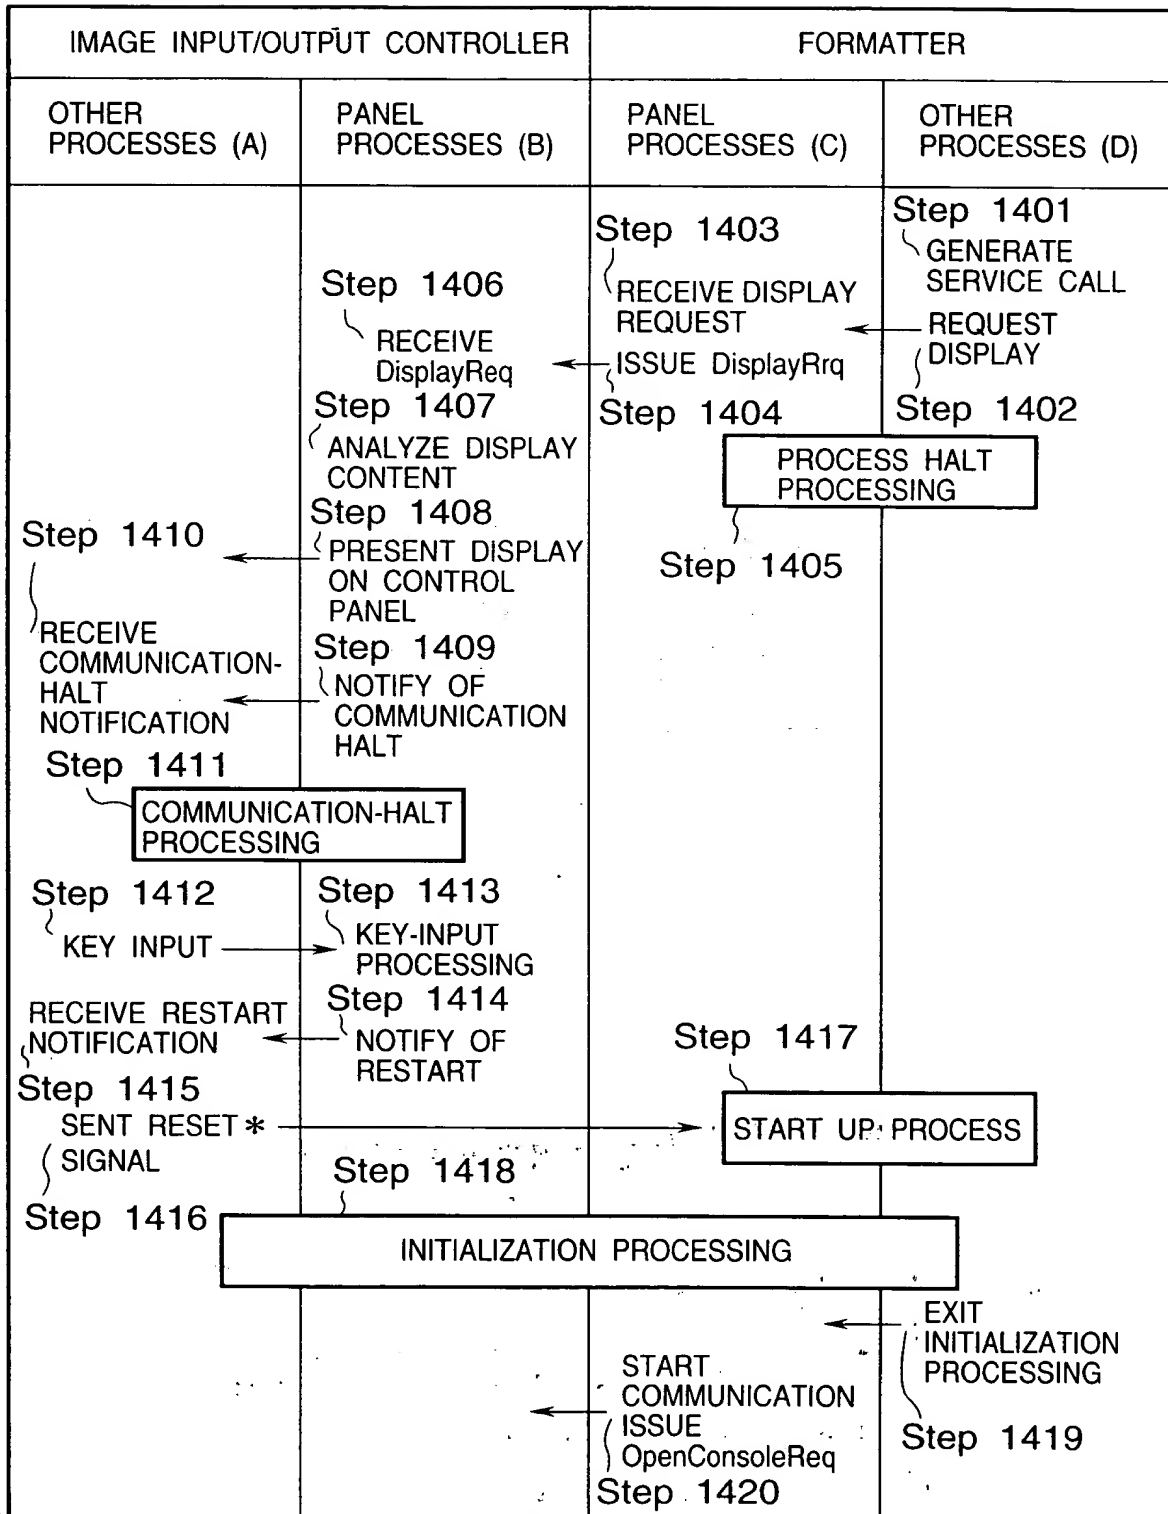 IMAGE INPUT/OUTPUT CONTROLLER
FORMATTER
OTHER
PROCESSES (A)
PANEL
PROCESSES (B)
PANEL
PROCESSES (C)
OTHER
PROCESSES (D)
Step 1401
GENERATE
SERVICE CALL
REQUEST
DISPLAY
Step 1402
Step 1403
RECEIVE DISPLAY
REQUEST
ISSUE DisplayRrq
Step 1404
PROCESS HALT
PROCESSING
Step 1405
Step 1406
RECEIVE
DisplayReq
Step 1407
ANALYZE DISPLAY
CONTENT
Step 1408
PRESENT DISPLAY
ON CONTROL
PANEL
Step 1409
NOTIFY OF
COMMUNICATION
HALT
Step 1410
RECEIVE
COMMUNICATION-
HALT
NOTIFICATION
Step 1411
COMMUNICATION-HALT
PROCESSING
Step 1412
KEY INPUT
Step 1413
KEY-INPUT
PROCESSING
Step 1414
NOTIFY OF
RESTART
RECEIVE RESTART
NOTIFICATION
Step 1415
SENT RESET *
SIGNAL
Step 1416
Step 1417
START UP PROCESS
Step 1418
INITIALIZATION PROCESSING
EXIT
INITIALIZATION
PROCESSING
Step 1419
START
COMMUNICATION
ISSUE
OpenConsoleReq
Step 1420